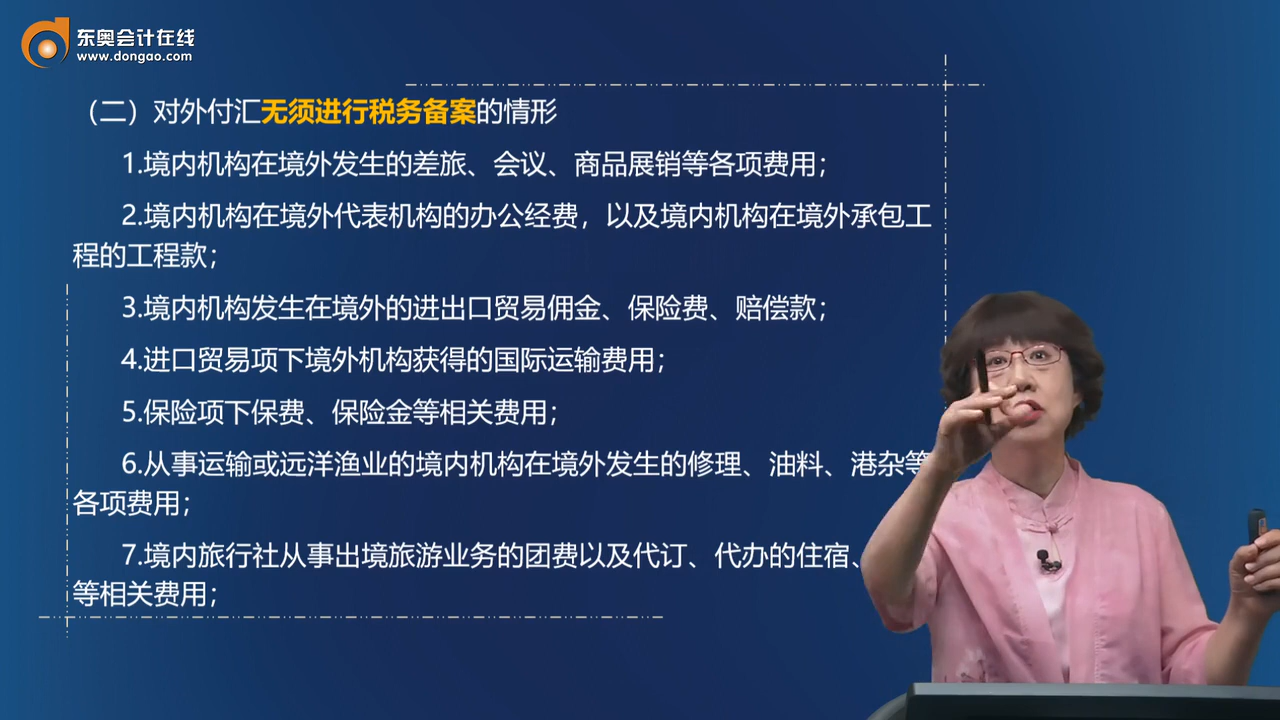 东奥会计在线
www.dongao.com
（二）对外付汇无须进行税务备案的情形
1.境内机构在境外发生的差旅、会议、商品展销等各项费用；
2.境内机构在境外代表机构的办公经费，以及境内机构在境外承包工
程的工程款；
3.境内机构发生在境外的进出口贸易佣金、保险费、赔偿款；
4.进口贸易项下境外机构获得的国际运输费用；
5.保险项下保费、保险金等相关费用；
6.从事运输或远洋渔业的境内机构在境外发生的修理、油料、港杂等
各项费用；
7.境内旅行社从事出境旅游业务的团费以及代订、代办的住宿、
等相关费用；